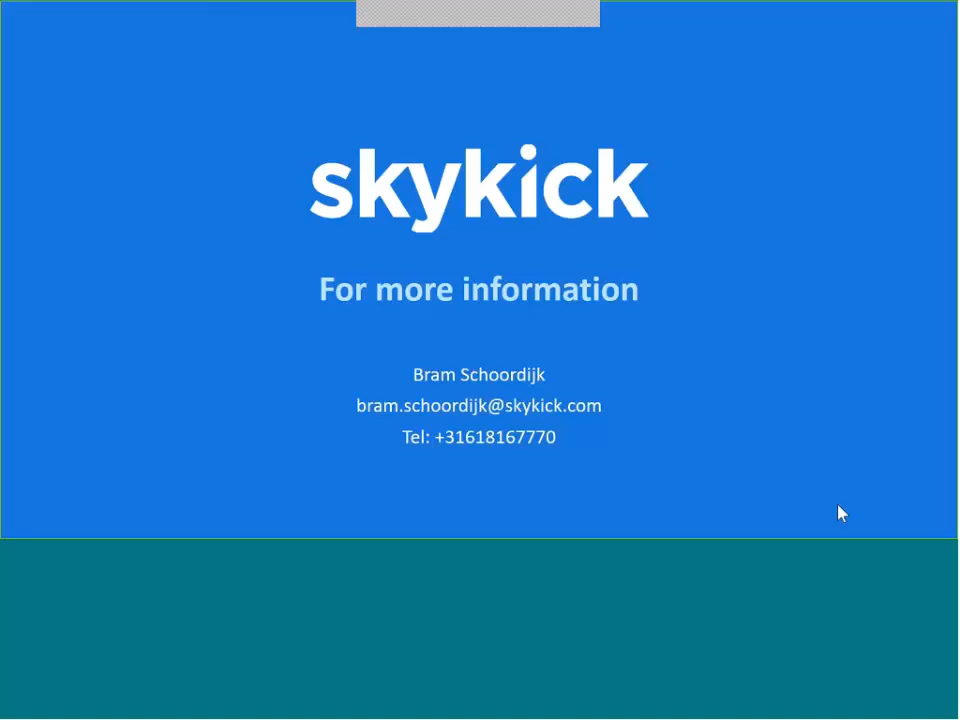 skykick
For more information
Bram Schoordijk
bram.schoordijk@skykick.com
Tel: +31618167770